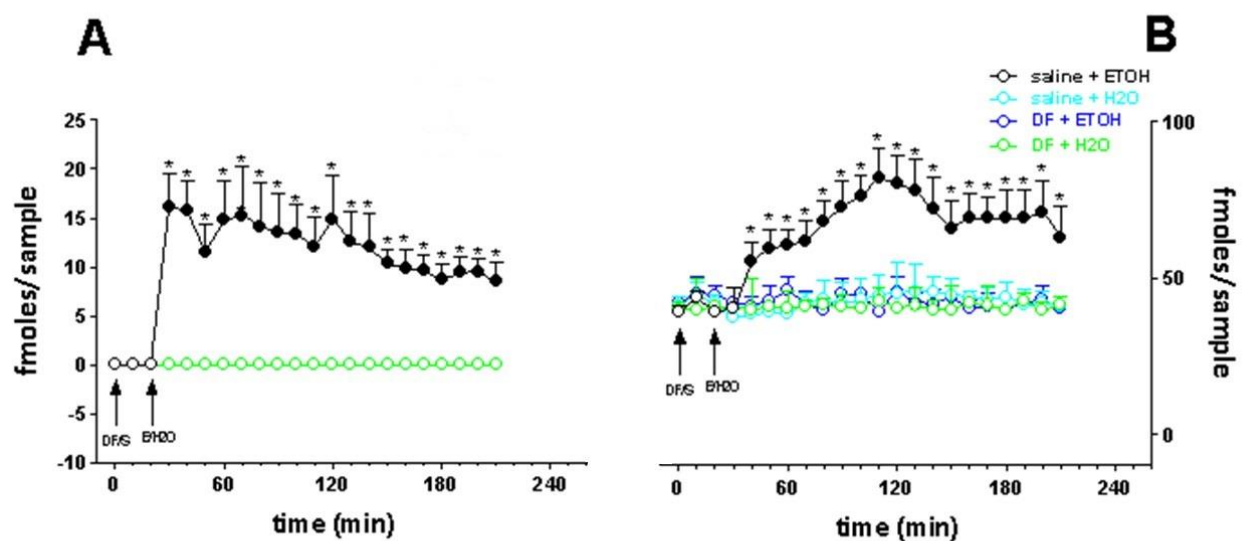 A
B
saline + ETOH
saline + H2O
DF + ETOH
DF + H2O
25
20
15
10
5
0
-5
-10
fmoles/sample
* * * * * * * * * * * * * * * * * * *
DF/S
E/H2O
0 60 120 180 240
time (min)
100
50
0
fmoles/sample
* * * * * * * * * * * * * * * * * *
DF/S
E/H2O
0 60 120 180 240
time (min)